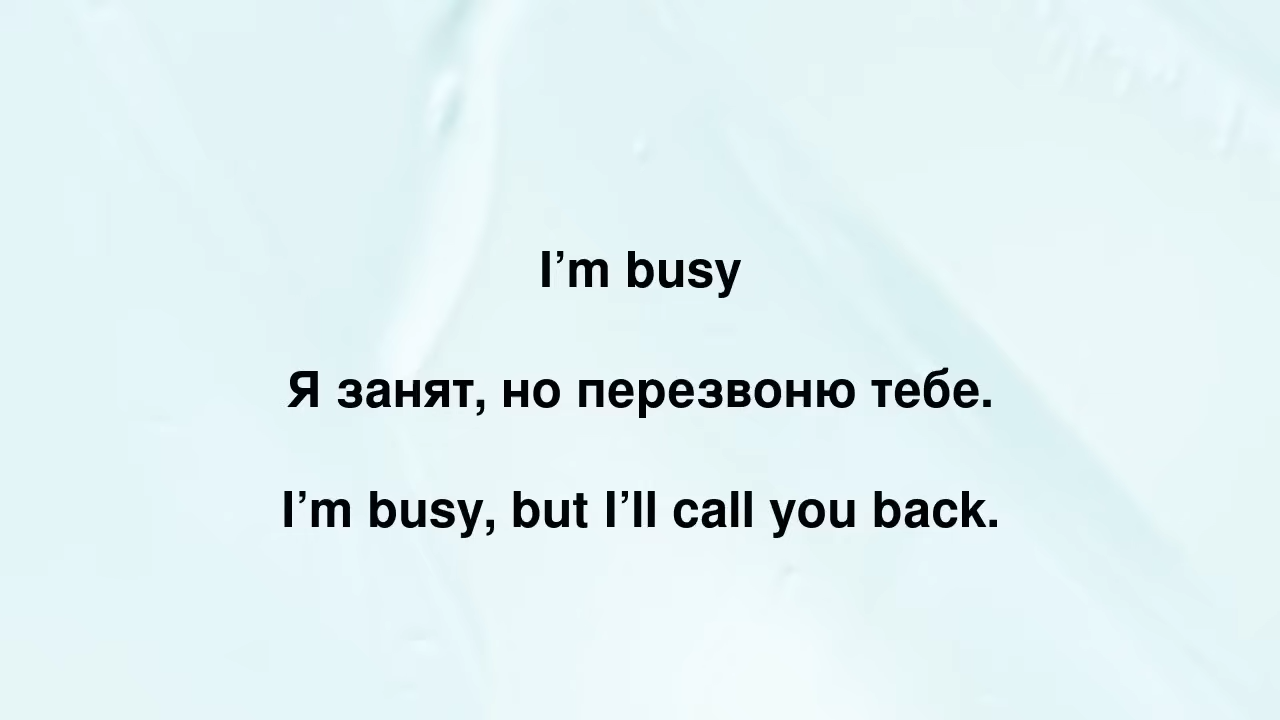 I’m busy
Я занят, но перезвоню тебе.
I’m busy, but I’ll call you back.